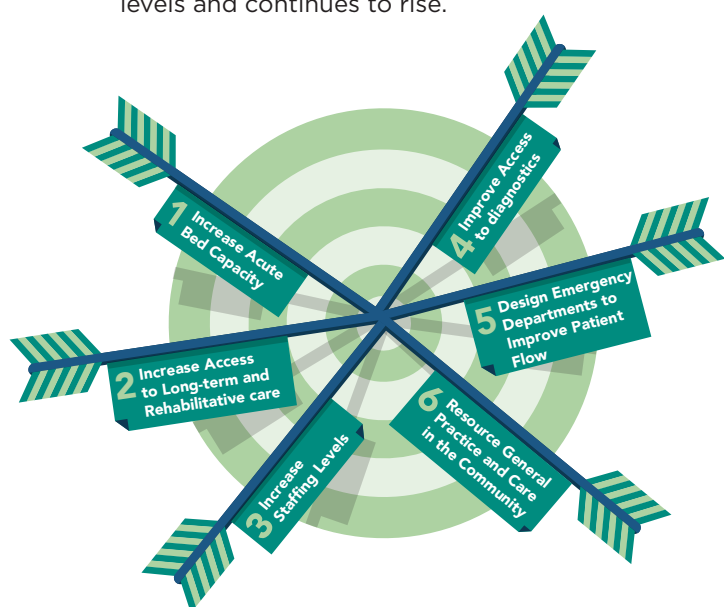 levels and continues to rise.
1 Increase Acute
Bed Capacity
2 Increase Access
to Long-term and
Rehabilitative care
3 Increase
Staffing Levels
4 Improve Access
to diagnostics
5 Design Emergency
Departments to
Improve Patient
Flow
6 Resource General
Practice and Care
in the Community